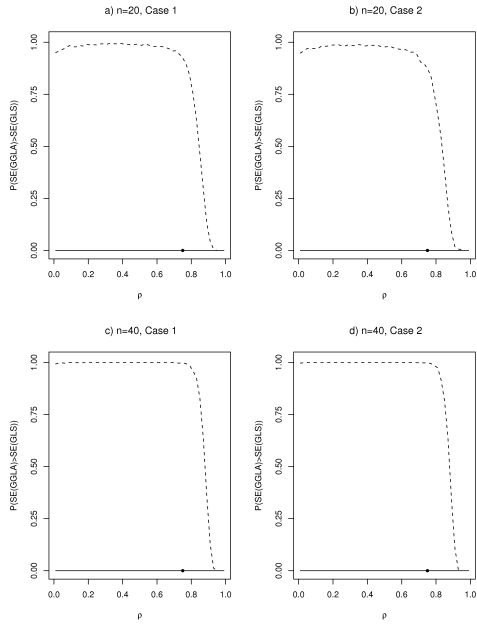 a) n=20, Case 1
P(SE(GGLA)>SE(GLS))
1.00
0.75
0.50
0.25
0.00
0.0 0.2 0.4 0.6 0.8 1.0
ρ
b) n=20, Case 2
P(SE(GGLA)>SE(GLS))
1.00
0.75
0.50
0.25
0.00
0.0 0.2 0.4 0.6 0.8 1.0
ρ
c) n=40, Case 1
P(SE(GGLA)>SE(GLS))
1.00
0.75
0.50
0.25
0.00
0.0 0.2 0.4 0.6 0.8 1.0
ρ
d) n=40, Case 2
P(SE(GGLA)>SE(GLS))
1.00
0.75
0.50
0.25
0.00
0.0 0.2 0.4 0.6 0.8 1.0
ρ